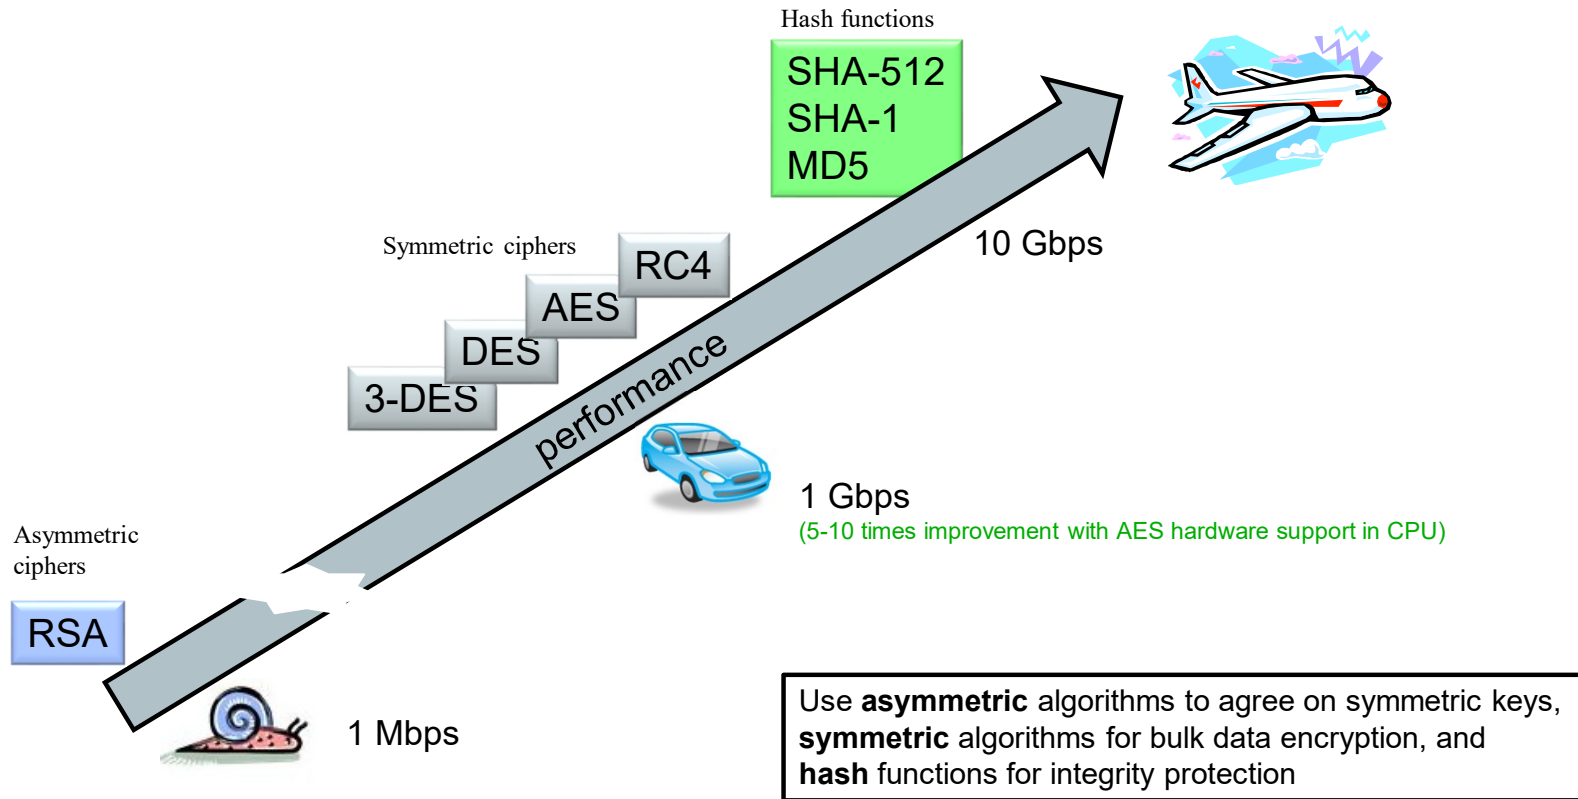 Hash functions
SHA-512
SHA-1
MD5
10 Gbps
Symmetric ciphers
RC4
AES
DES
3-DES
performance
1 Gbps
(5-10 times improvement with AES hardware support in CPU)
Asymmetric
ciphers
RSA
1 Mbps
Use asymmetric algorithms to agree on symmetric keys,
symmetric algorithms for bulk data encryption, and
hash functions for integrity protection